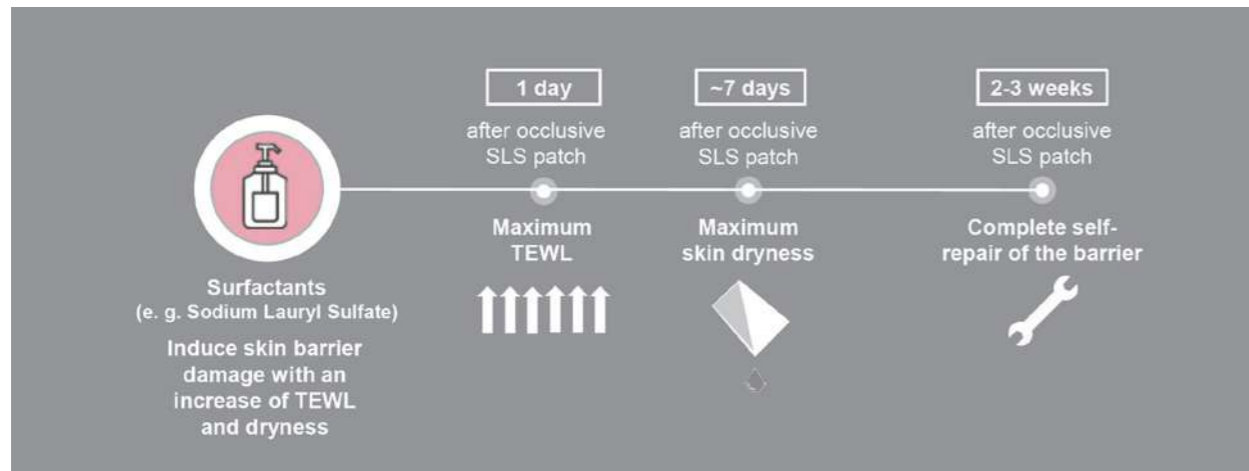 1 day
after occlusive
SLS patch
Maximum
TEWL
~7 days
after occlusive
SLS patch
Maximum
skin dryness
2-3 weeks
after occlusive
SLS patch
Complete self-
repair of the barrier
Surfactants
(e. g. Sodium Lauryl Sulfate)
Induce skin barrier
damage with an
increase of TEWL
and dryness